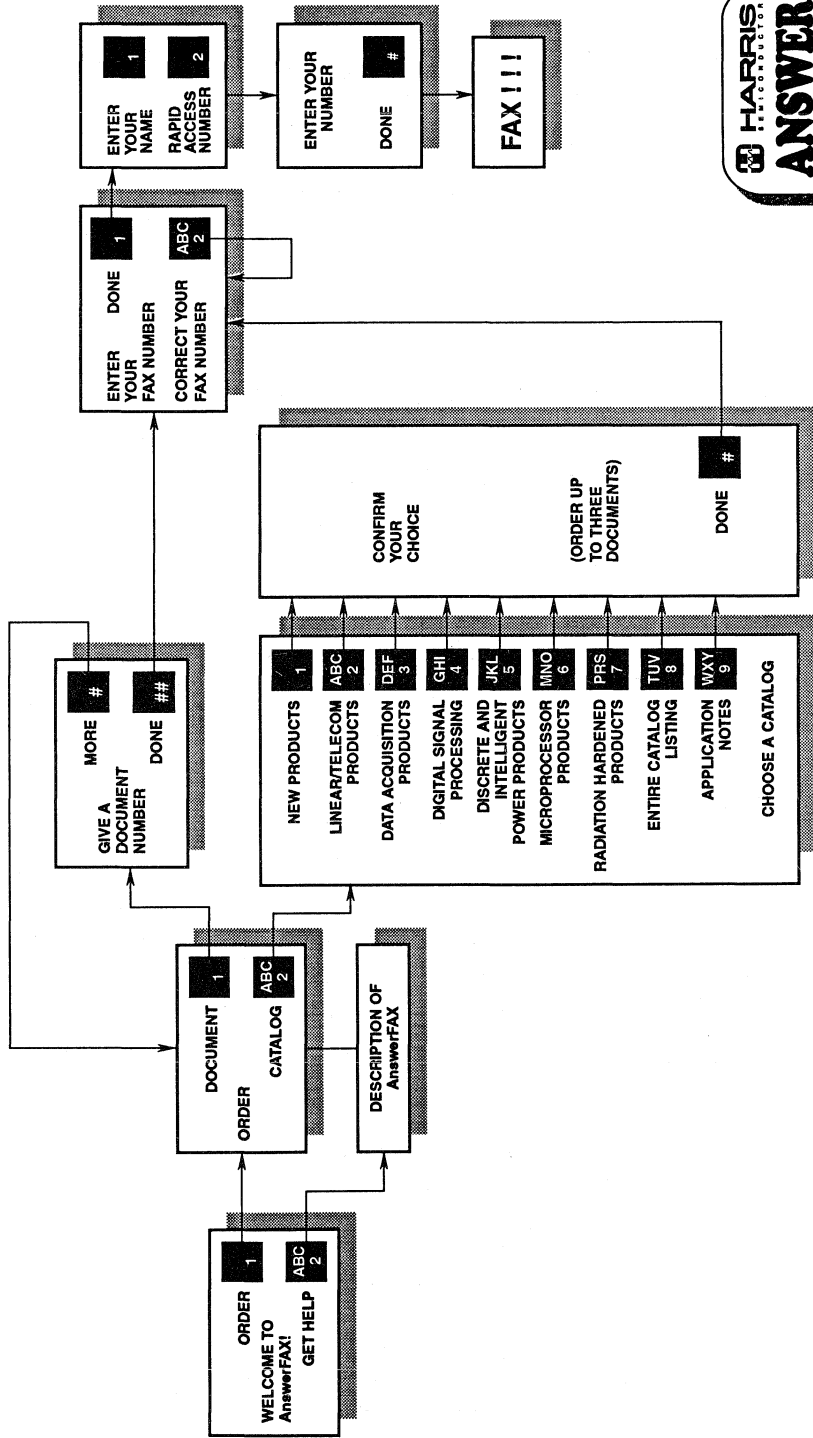 WELCOME TO
AnswerFAX!
ORDER
1
GET HELP
ABC
2
ORDER
DOCUMENT
1
CATALOG
ABC
2
DESCRIPTION OF
AnswerFAX
GIVE A
DOCUMENT
NUMBER
MORE
#
DONE
##
NEW PRODUCTS
1
LINEAR/TELECOM
PRODUCTS
ABC
2
DATA ACQUISITION
PRODUCTS
DEF
3
DIGITAL SIGNAL
PROCESSING
GHI
4
DISCRETE AND
INTELLIGENT
POWER PRODUCTS
JKL
5
MICROPROCESSOR
PRODUCTS
MNO
6
RADIATION HARDENED
PRODUCTS
PRS
7
ENTIRE CATALOG
LISTING
TUV
8
APPLICATION
NOTES
WXY
9
CHOOSE A CATALOG
CONFIRM
YOUR
CHOICE
(ORDER UP
TO THREE
DOCUMENTS)
DONE
#
ENTER
YOUR
FAX NUMBER
DONE
1
CORRECT YOUR
FAX NUMBER
ABC
2
ENTER
YOUR
NAME
1
RAPID
ACCESS
NUMBER
2
ENTER YOUR
NUMBER
DONE
#
FAX ! ! !
HARRIS
SEMICONDUCTOR
ANSWER